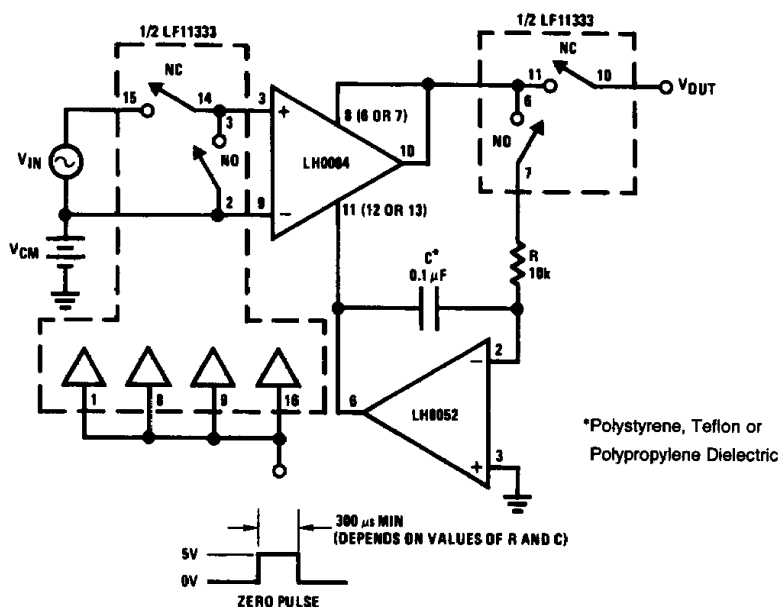 1/2 LF11333
1/2 LF11333
NC
15
14
3
NO
2
3
+
8 (6 OR 7)
LH0084
10
9
−
11 (12 OR 13)
NC
11
10
VOUT
6
NO
7
VIN
VCM
R
10k
C*
0.1 μF
2
−
6
LH0052
3
+
1
8
9
16
*Polystyrene, Teflon or
Polypropylene Dielectric
300 μs MIN
(DEPENDS ON VALUES OF R AND C)
5V
0V
ZERO PULSE